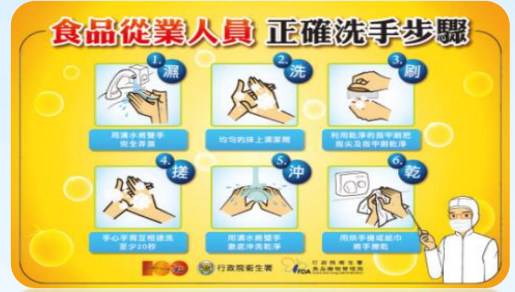 食品從業人員 正確洗手步驟
1.濕
2.洗
3.刷
用清水將雙手
完全弄濕
均勻的抹上清潔劑
利用乾淨的指甲刷把
指尖及指甲刷乾淨
4.搓
5.沖
6.乾
手心手背互相搓洗
至少20秒
用清水將雙手
徹底沖洗乾淨
用烘手機或紙巾
將手擦乾
100
行政院衛生署
FDA
行政院衛生署
食品藥物管理局